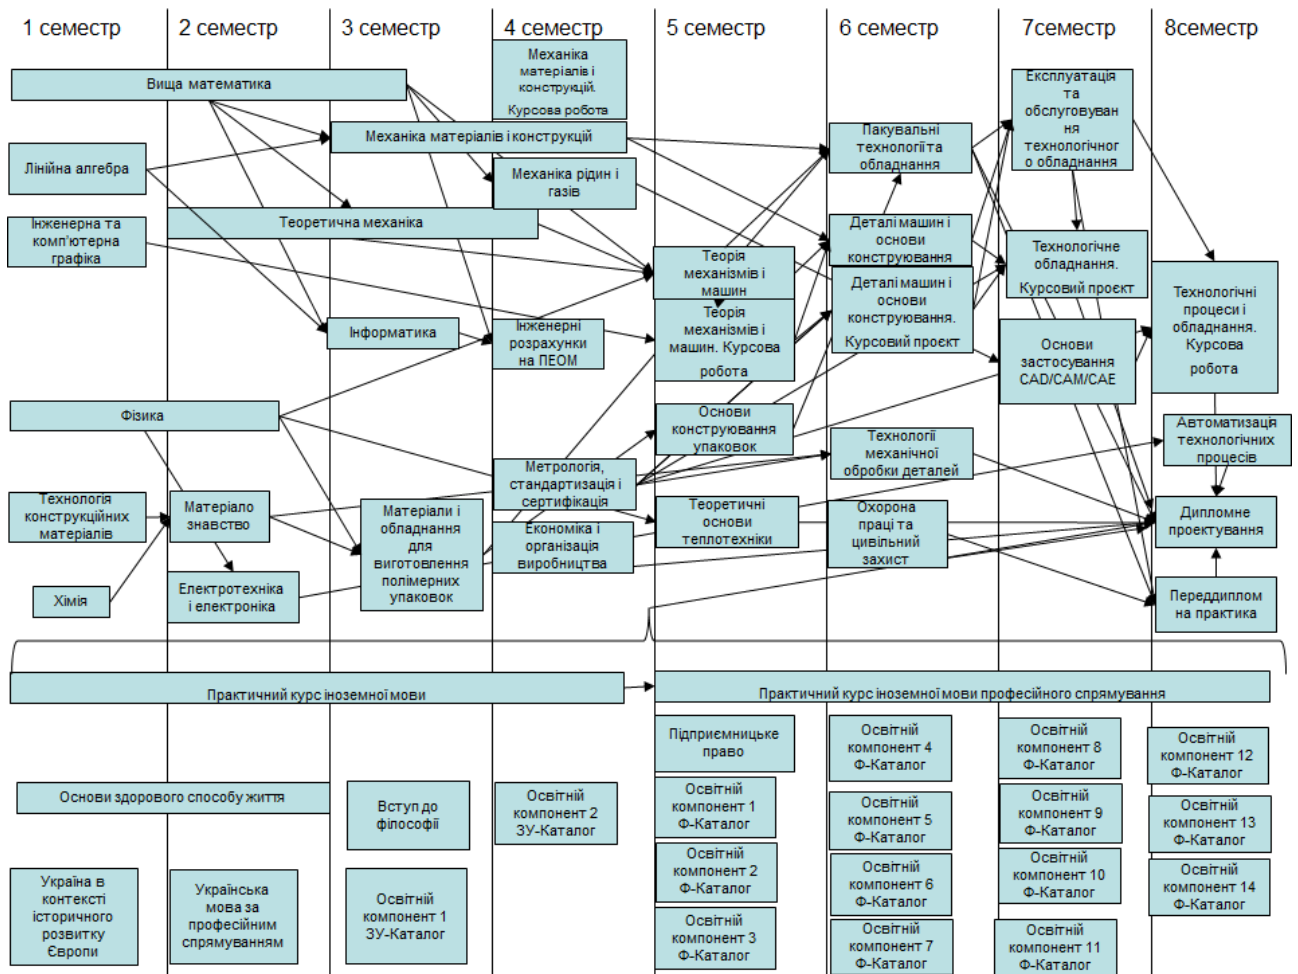 1 семестр
2 семестр
3 семестр
4 семестр
5 семестр
6 семестр
7семестр
8семестр
Вища математика
Лінійна алгебра
Інженерна та
комп'ютерна
графіка
Фізика
Технологія
конструкційних
матеріалів
Хімія
Теоретична механіка
Матеріало
знавство
Електротехніка
і електроніка
Механіка матеріалів і конструкцій
Інформатика
Матеріали і
обладнання
для
виготовлення
полімерних
упаковок
Механіка
матеріалів і
конструкцій.
Курсова робота
Механіка рідин і
газів
Інженерні
розрахунки
на ПЕОМ
Метрологія,
стандартизація і
сертифікація
Економіка і
організація
виробництва
Теорія
механізмів і
машин
Теорія
механізмів і
машин. Курсова
робота
Основи
конструювання
упаковок
Теоретичні
основи
теплотехніки
Пакувальні
технології та
обладнання
Деталі машин і
основи
конструювання
Деталі машин і
основи
конструювання.
Курсовий проєкт
Технології
механічної
обробки деталей
Охорона
праці та
цивільний
захист
Експлуатація
та
обслуговуван
ня
технологічног
о обладнання
Технологічне
обладнання.
Курсовий проєкт
Основи
застосування
CAD/CAM/CAE
Технологічні
процеси і
обладнання.
Курсова
робота
Автоматизація
технологічних
процесів
Дипломне
проектування
Переддиплом
на практика
Практичний курс іноземної мови
Практичний курс іноземної мови професійного спрямування
Основи здорового способу життя
Україна в
контексті
історичного
розвитку
Європи
Українська
мова за
професійним
спрямуванням
Вступ до
філософії
Освітній
компонент 1
ЗУ-Каталог
Освітній
компонент 2
ЗУ-Каталог
Підприємницьке
право
Освітній
компонент 1
Ф-Каталог
Освітній
компонент 2
Ф-Каталог
Освітній
компонент 3
Ф-Каталог
Освітній
компонент 4
Ф-Каталог
Освітній
компонент 5
Ф-Каталог
Освітній
компонент 6
Ф-Каталог
Освітній
компонент 7
Ф-Каталог
Освітній
компонент 8
Ф-Каталог
Освітній
компонент 9
Ф-Каталог
Освітній
компонент 10
Ф-Каталог
Освітній
компонент 11
Ф-Каталог
Освітній
компонент 12
Ф-Каталог
Освітній
компонент 13
Ф-Каталог
Освітній
компонент 14
Ф-Каталог